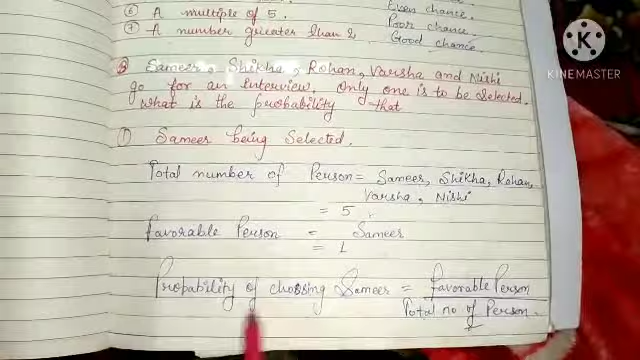 ⑥ A multiple of 5. Even chance.
Poor chance.
⑦ A number greater than 2 Good chance.
③ Sameer, Shikha, Rohan, Varsha and Nishi
go for an interview. Only one is to be selected.
What is the probability that
① Sameer being Selected.
Total number of Person = Sameer, Shikha, Rohan,
Varsha, Nishi
= 5
Favorable Person = Sameer
= 1
Probability of choosing Sameer = favorable Person
Total no of Person.
KINEMASTER